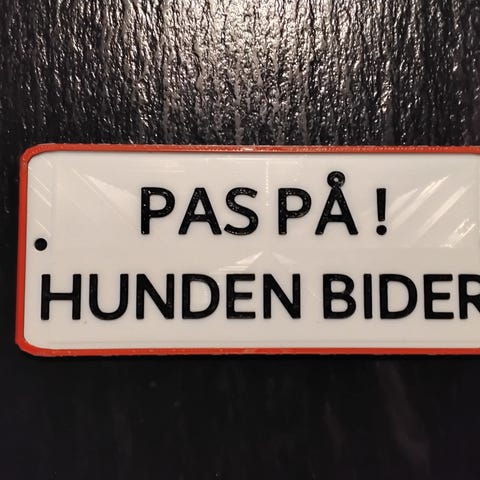 PAS PÅ !
HUNDEN BIDER